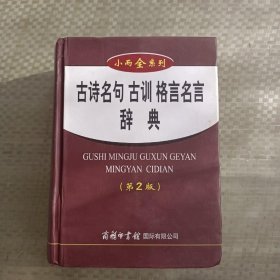 小而全系列
古诗名句 古训 格言名言
辞典
GUSHI MINGJU GUXUN GEYAN
MINGYAN CIDIAN
(第2版)
商务印书馆国际有限公司